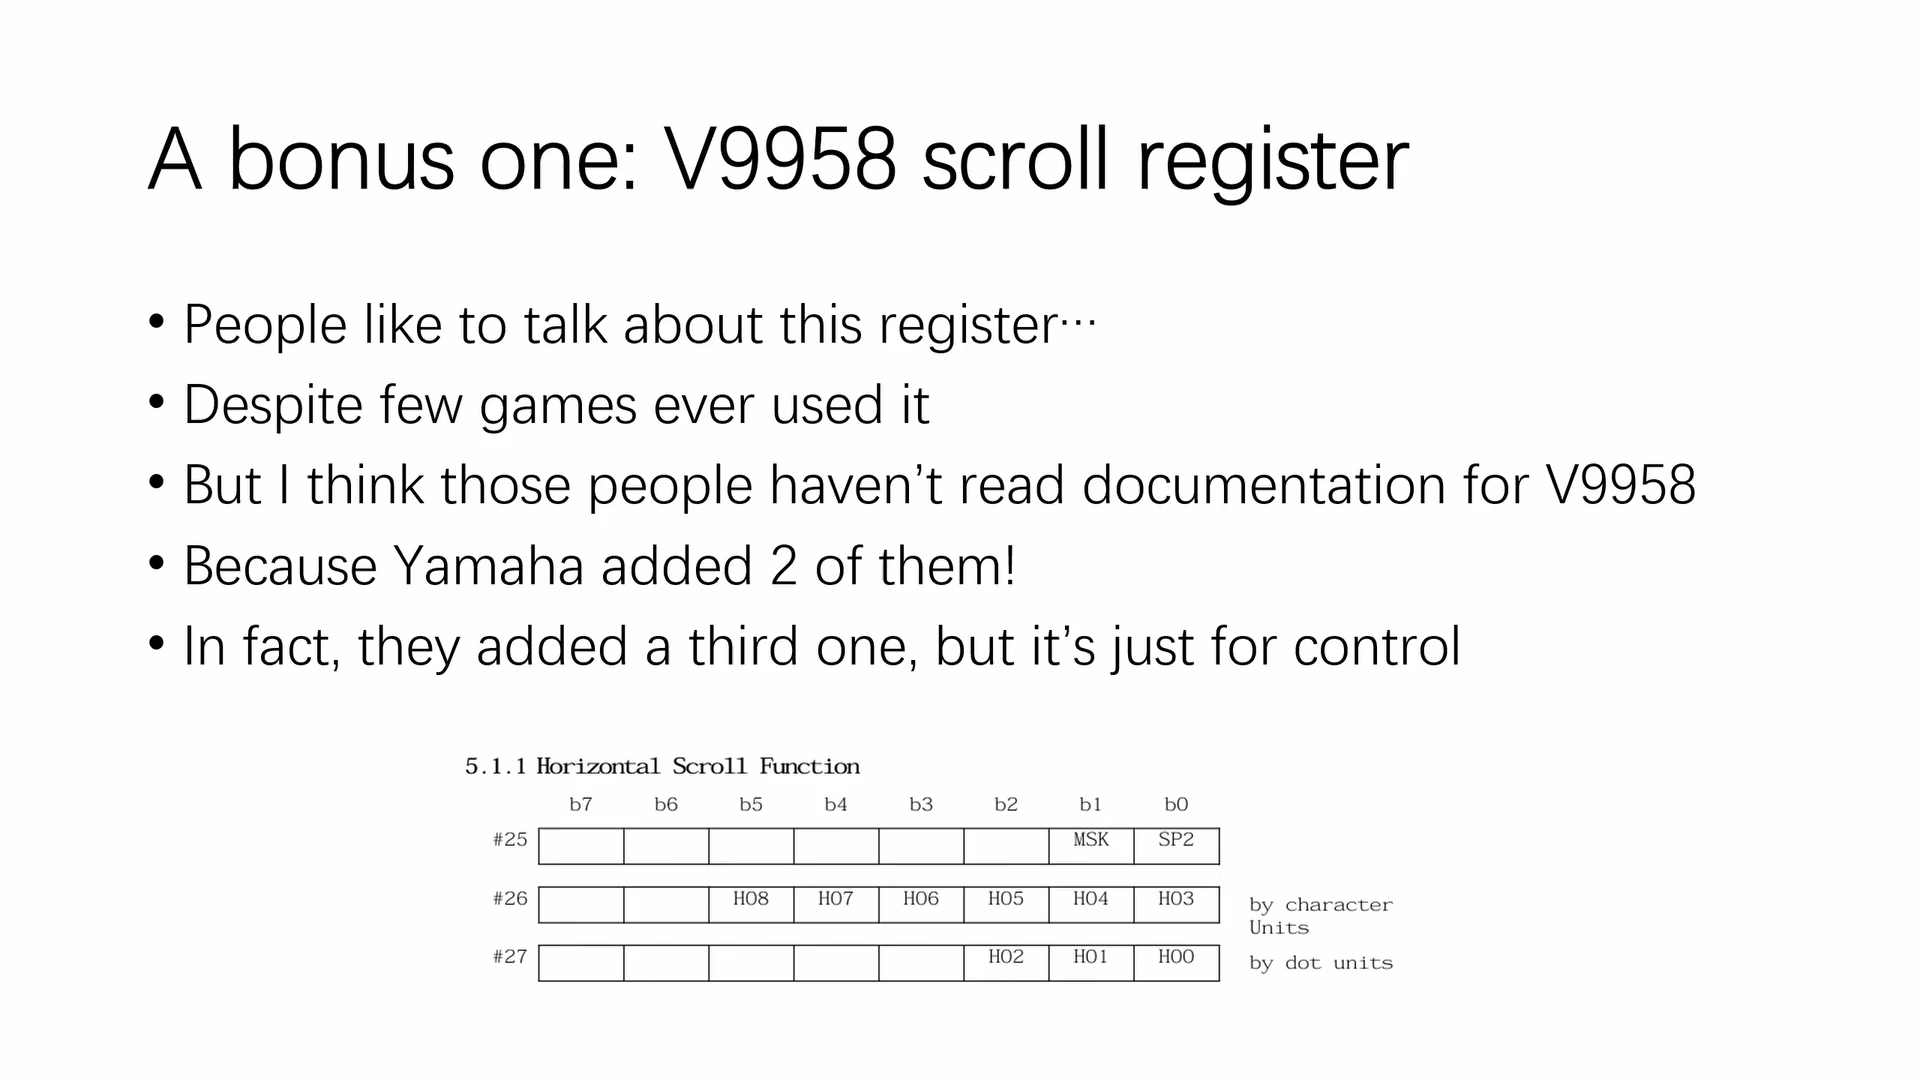 A bonus one: V9958 scroll register
• People like to talk about this register…
• Despite few games ever used it
• But I think those people haven’t read documentation for V9958
• Because Yamaha added 2 of them!
• In fact, they added a third one, but it’s just for control
5.1.1 Horizontal Scroll Function
b7 b6 b5 b4 b3 b2 b1 b0
#25 MSK SP2
#26 HO8 HO7 HO6 HO5 HO4 HO3 by character
Units
#27 HO2 HO1 HO0 by dot units